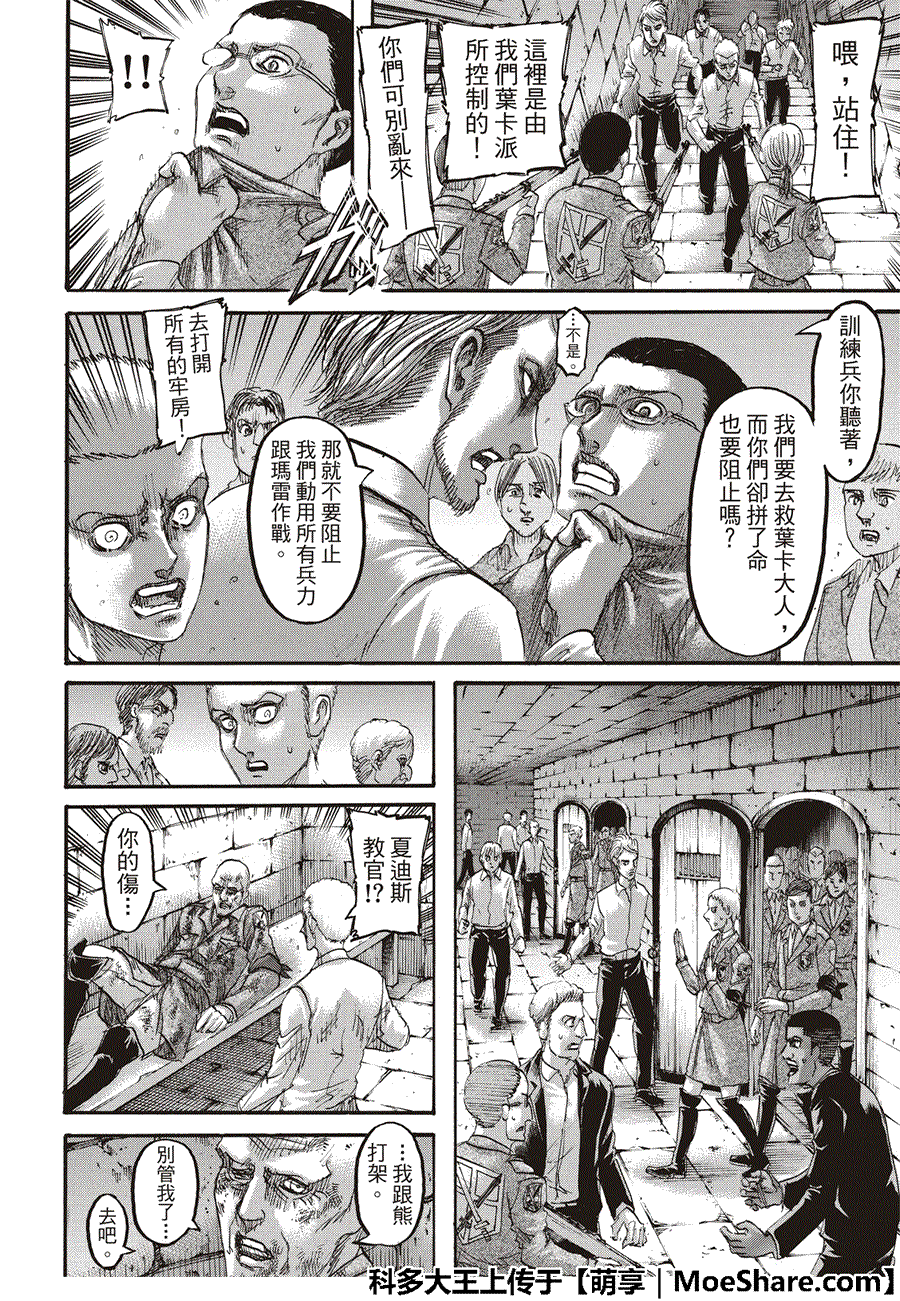 喂，站住！
這裡是由
我們葉卡派
所控制的！
你們可別亂來──
!!
訓練兵你聽著，
我們要去救葉卡大人，
而你們卻拼了命
也要阻止嗎？
…不是。
那就不要阻止
我們動用所有兵力
跟瑪雷作戰。
去打開
所有的牢房！
夏迪斯
教官!?
你的傷…
…我跟熊
打架。
別管我了…
去吧。
科多大王上传于【萌享｜MoeShare.com】